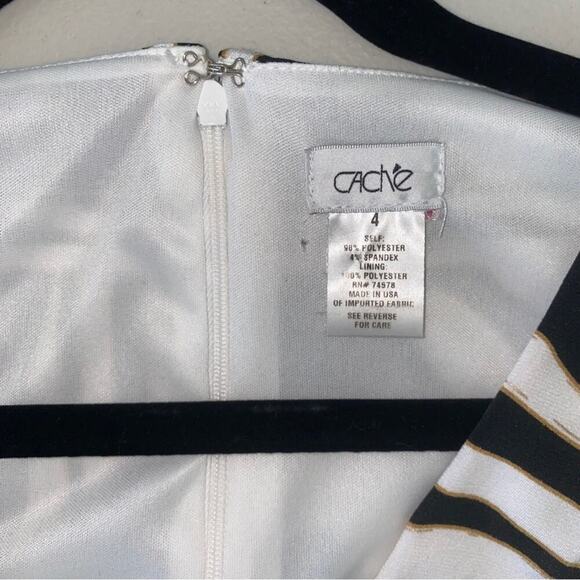 CAChé
4
SELF:
96% POLYESTER
4% SPANDEX
LINING:
100% POLYESTER
RN# 74578
MADE IN USA
OF IMPORTED FABRIC
SEE REVERSE
FOR CARE